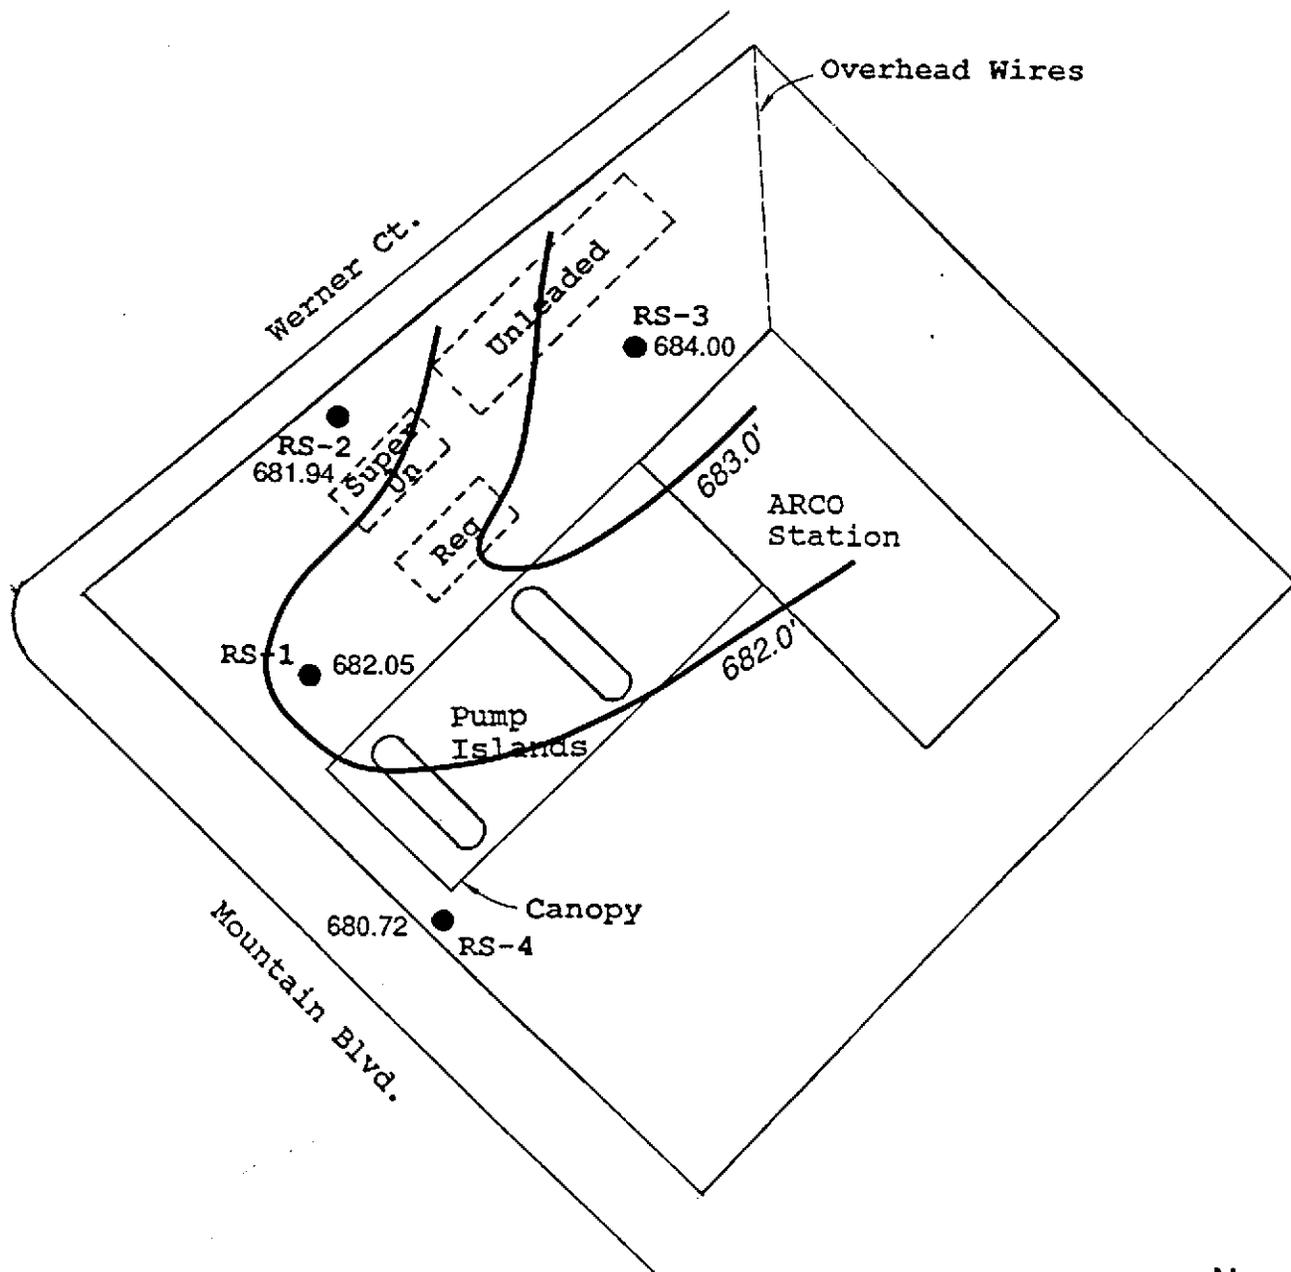 Overhead Wires
Werner Ct.
Unleaded
RS-3
684.00
RS-2
681.94
Super
Un
Reg
683.0'
ARCO
Station
RS-1
682.05
682.0'
Pump
Islands
Canopy
680.72
RS-4
Mountain Blvd.